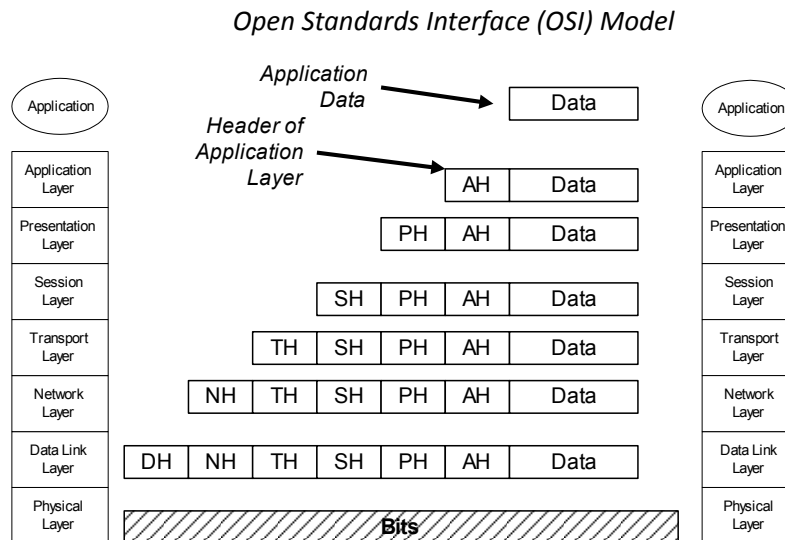 Open Standards Interface (OSI) Model
Application
Application
Data
Data
Application
Header of
Application
Layer
Application
Layer
AH Data
Application
Layer
Presentation
Layer
PH AH Data
Presentation
Layer
Session
Layer
SH PH AH Data
Session
Layer
Transport
Layer
TH SH PH AH Data
Transport
Layer
Network
Layer
NH TH SH PH AH Data
Network
Layer
Data Link
Layer
DH NH TH SH PH AH Data
Data Link
Layer
Physical
Layer
Bits
Physical
Layer